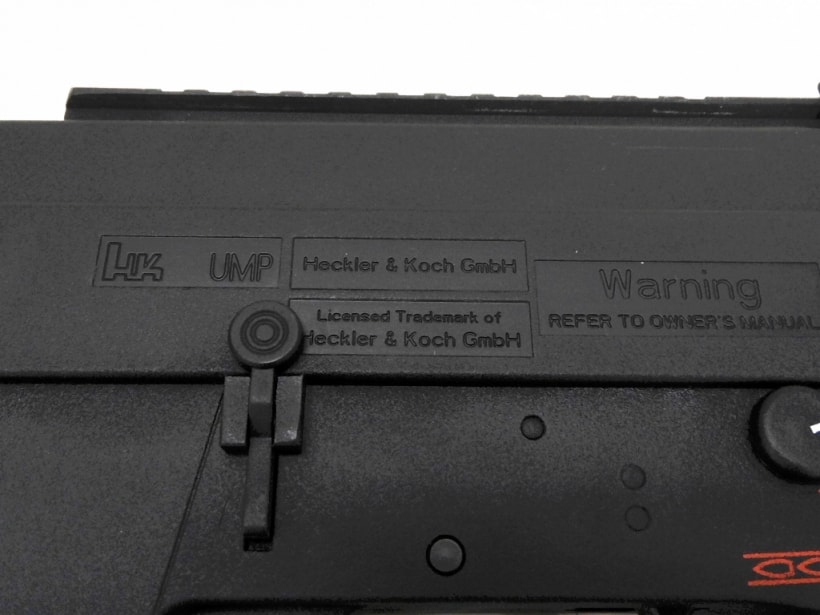 HK UMP
Heckler & Koch GmbH
Licensed Trademark of
Heckler & Koch GmbH
Warning
REFER TO OWNER'S MANUAL